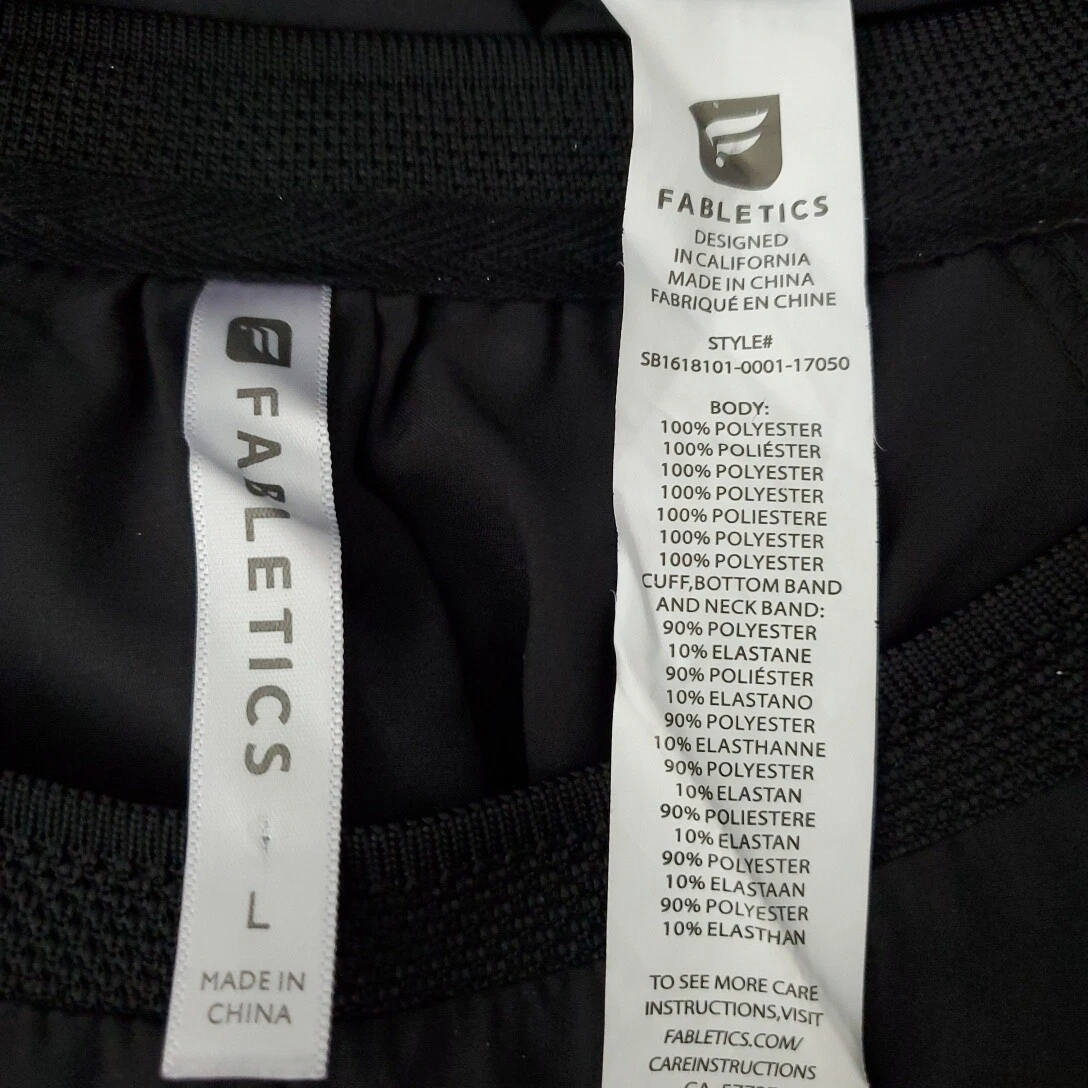 FABLETICS
L
MADE IN
CHINA
FABLETICS
DESIGNED
IN CALIFORNIA
MADE IN CHINA
FABRIQUÉ EN CHINE
STYLE#
SB1618101-0001-17050
BODY:
100% POLYESTER
100% POLIÉSTER
100% POLYESTER
100% POLYESTER
100% POLIESTERE
100% POLYESTER
100% POLYESTER
CUFF,BOTTOM BAND
AND NECK BAND:
90% POLYESTER
10% ELASTANE
90% POLIÉSTER
10% ELASTANO
90% POLYESTER
10% ELASTHANNE
90% POLYESTER
10% ELASTAN
90% POLIESTERE
10% ELASTAN
90% POLYESTER
10% ELASTAAN
90% POLYESTER
10% ELASTHAN
TO SEE MORE CARE
INSTRUCTIONS,VISIT
FABLETICS.COM/
CAREINSTRUCTIONS